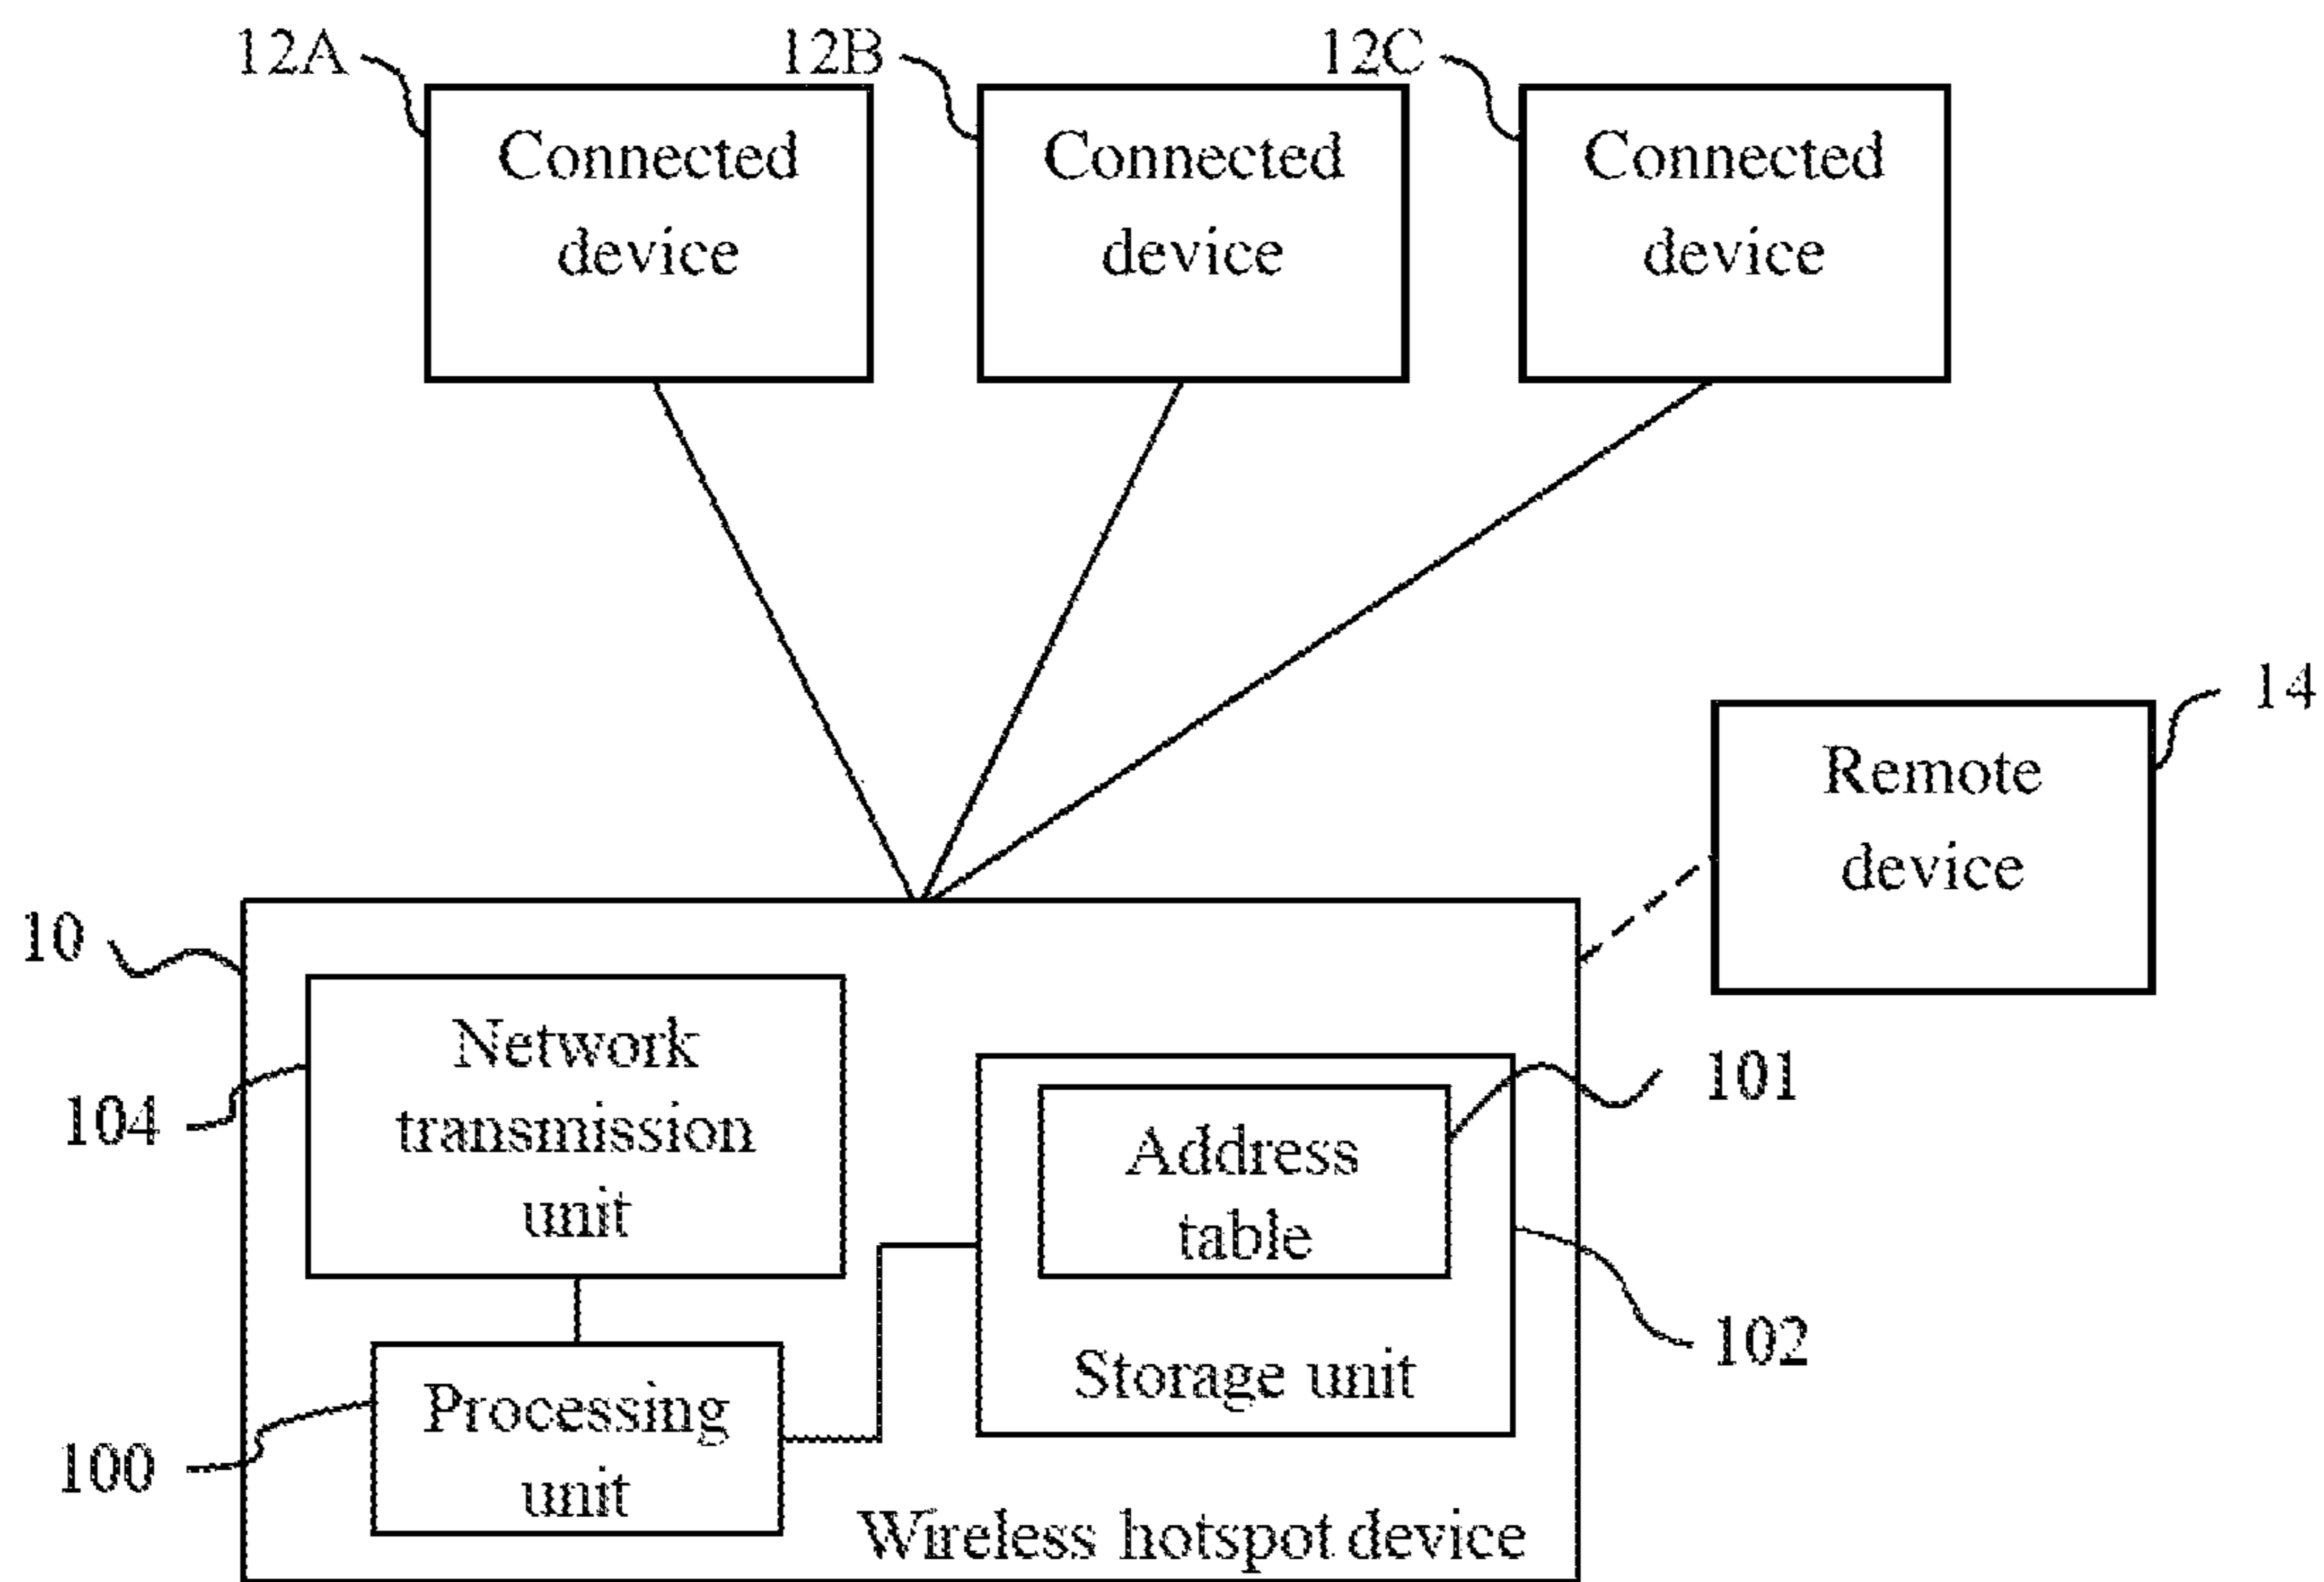 12A
12B
12C
Connected
device
Connected
device
Connected
device
14
Remote
device
10
Network
transmission
unit
104
101
Address
table
102
Storage unit
Processing
unit
100
Wireless hotspot device